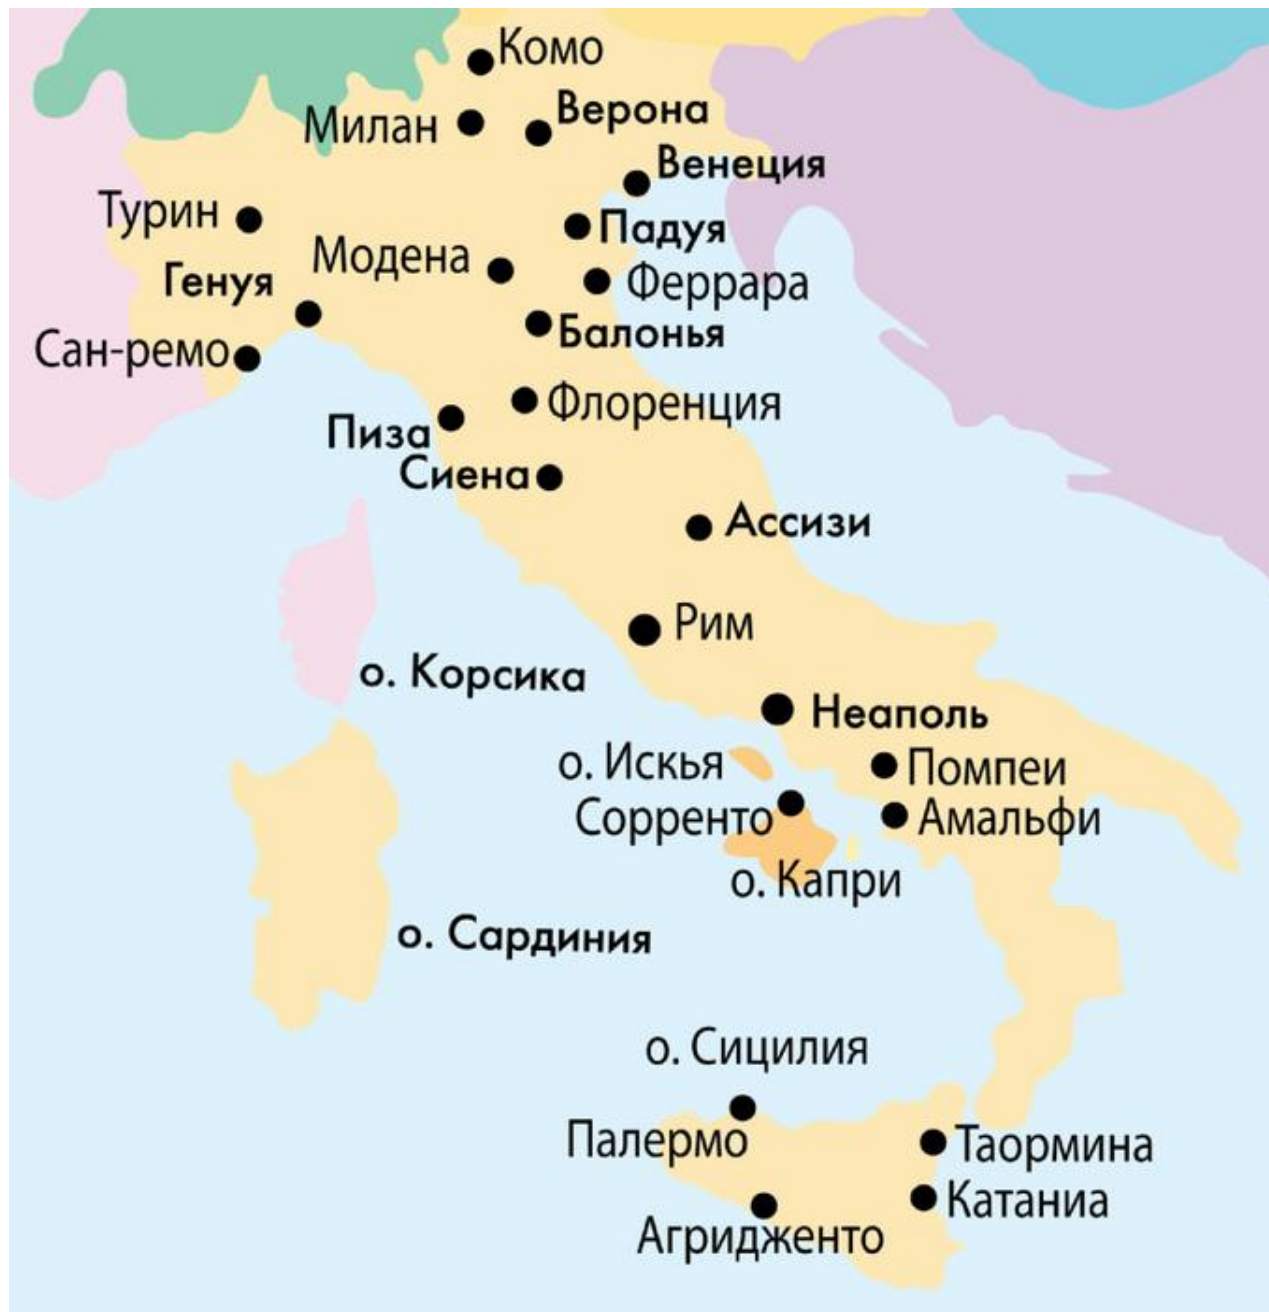 Комо
Верона
Милан
Венеция
Турин
Падуя
Модена
Генуя
Феррара
Балонья
Сан-ремо
Флоренция
Пиза
Сиена
Ассизи
Рим
о. Корсика
Неаполь
о. Искья
Помпеи
Сорренто
Амальфи
о. Капри
о. Сардиния
о. Сицилия
Палермо
Таормина
Катаниа
Агридженто